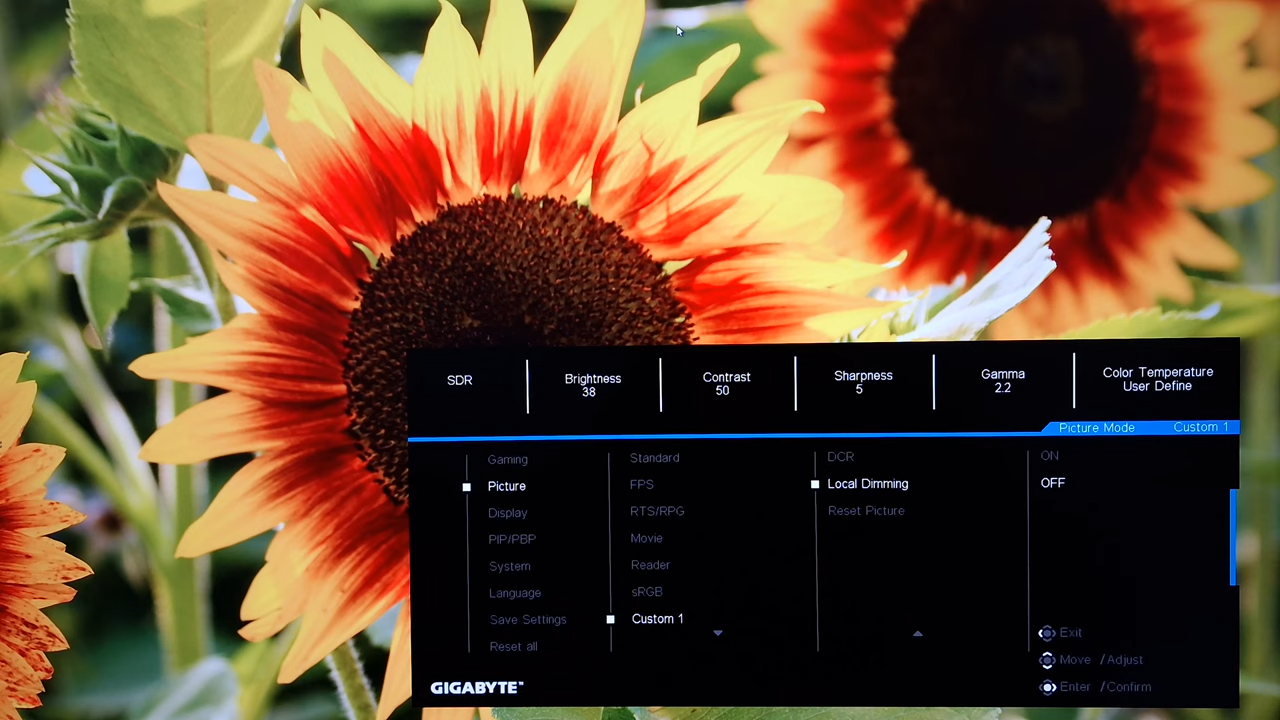 SDR
Brightness
38
Contrast
50
Sharpness
5
Gamma
2.2
Color Temperature
User Define
Picture Mode Custom 1
Gaming
Picture
Display
PIP/PBP
System
Language
Save Settings
Reset all
Standard
FPS
RTS/RPG
Movie
Reader
sRGB
Custom 1
DCR
Local Dimming
Reset Picture
ON
OFF
Exit
Move / Adjust
Enter / Confirm
GIGABYTE™